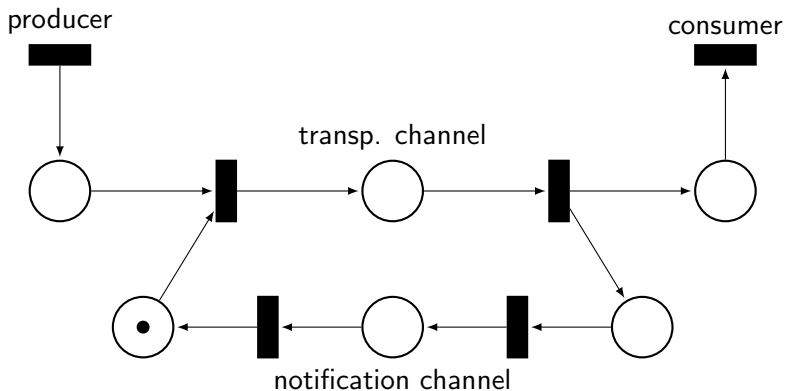 producer
consumer
transp. channel
notification channel